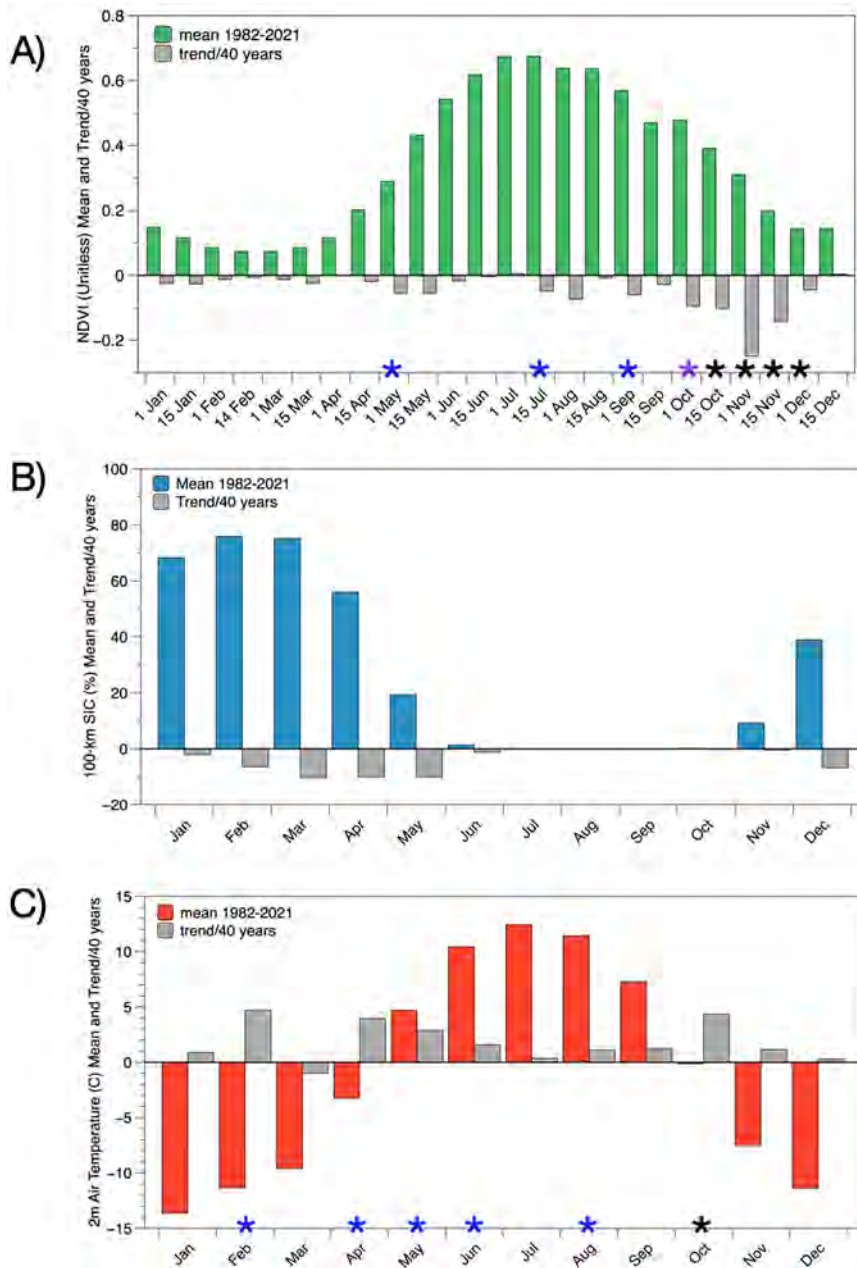 A)
NDVI (Unitless) Mean and Trend/40 years
mean 1982-2021
trend/40 years
0.8
0.6
0.4
0.2
0
−0.2
* * * * * * * *
1 Jan 15 Jan 1 Feb 14 Feb 1 Mar 15 Mar 1 Apr 15 Apr 1 May 15 May 1 Jun 15 Jun 1 Jul 15 Jul 1 Aug 15 Aug 1 Sep 15 Sep 1 Oct 15 Oct 1 Nov 15 Nov 1 Dec 15 Dec
B)
100-km SIC (%) Mean and Trend/40 years
Mean 1982-2021
Trend/40 years
100
80
60
40
20
0
−20
Jan Feb Mar Apr May Jun Jul Aug Sep Oct Nov Dec
C)
2m Air Temperature (C) Mean and Trend/40 years
mean 1982-2021
trend/40 years
15
10
5
0
−5
−10
−15
* * * * * *
Jan Feb Mar Apr May Jun Jul Aug Sep Oct Nov Dec